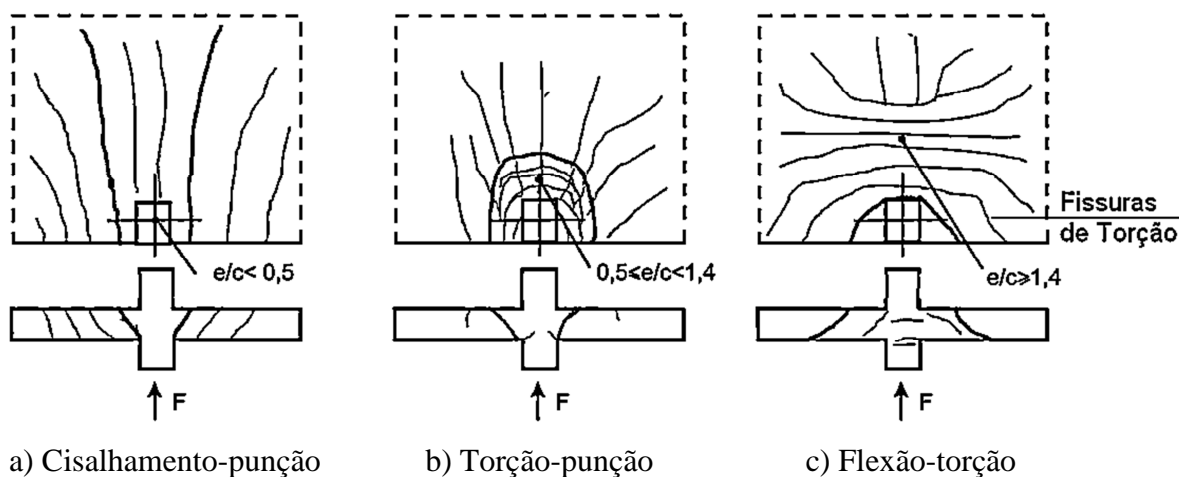 Fissuras
de Torção
e/c< 0,5
0,5≤e/c<1,4
e/c≥1,4
F
F
F
a) Cisalhamento-punção
b) Torção-punção
c) Flexão-torção